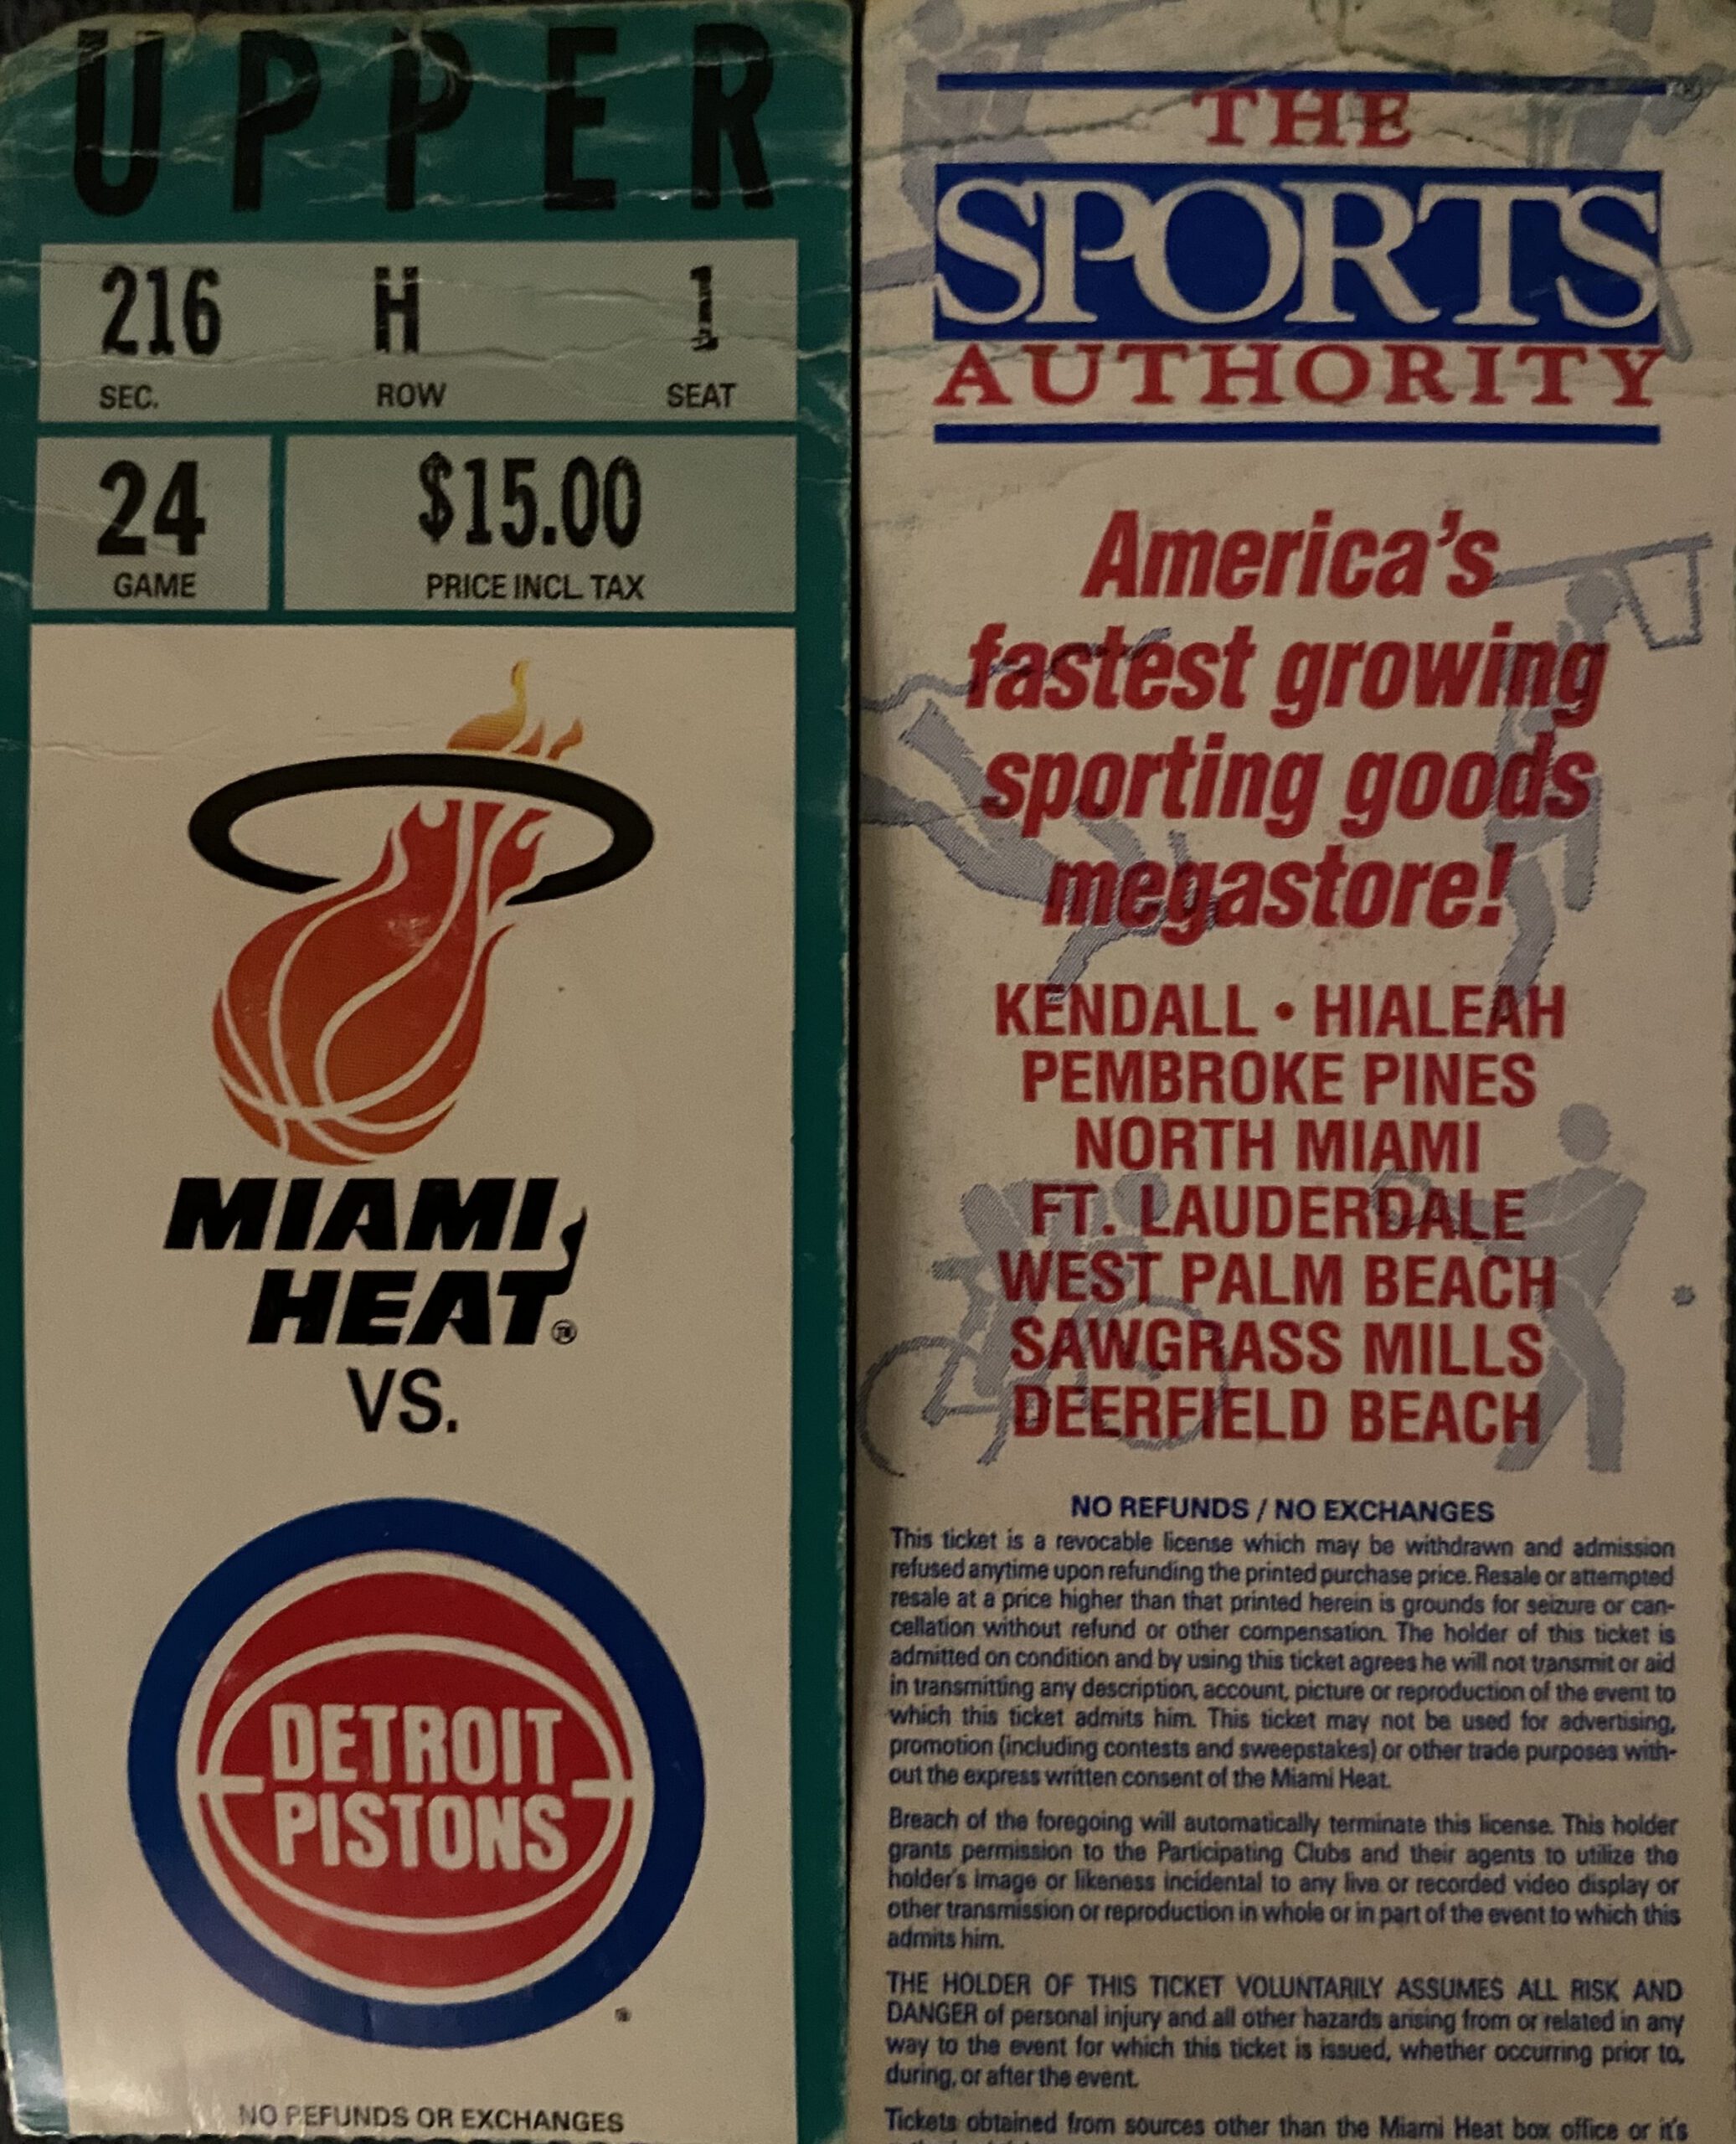 UPPER
216 H 1
SEC. ROW SEAT
24 $15.00
GAME PRICE INCL. TAX
MIAMI
HEAT
TM
VS.
DETROIT
PISTONS
®
NO REFUNDS OR EXCHANGES
THE ®
SPORTS
AUTHORITY
America's
fastest growing
sporting goods
megastore!
KENDALL • HIALEAH
PEMBROKE PINES
NORTH MIAMI
FT. LAUDERDALE
WEST PALM BEACH
SAWGRASS MILLS
DEERFIELD BEACH
NO REFUNDS / NO EXCHANGES
This ticket is a revocable license which may be withdrawn and admission
refused anytime upon refunding the printed purchase price. Resale or attempted
resale at a price higher than that printed herein is grounds for seizure or can-
cellation without refund or other compensation. The holder of this ticket is
admitted on condition and by using this ticket agrees he will not transmit or aid
in transmitting any description, account, picture or reproduction of the event to
which this ticket admits him. This ticket may not be used for advertising,
promotion (including contests and sweepstakes) or other trade purposes with-
out the express written consent of the Miami Heat.
Breach of the foregoing will automatically terminate this license. This holder
grants permission to the Participating Clubs and their agents to utilize the
holder's image or likeness incidental to any live or recorded video display or
other transmission or reproduction in whole or in part of the event to which this
admits him.
THE HOLDER OF THIS TICKET VOLUNTARILY ASSUMES ALL RISK AND
DANGER of personal injury and all other hazards arising from or related in any
way to the event for which this ticket is issued, whether occurring prior to,
during, or after the event.
Tickets obtained from sources other than the Miami Heat box office or it's